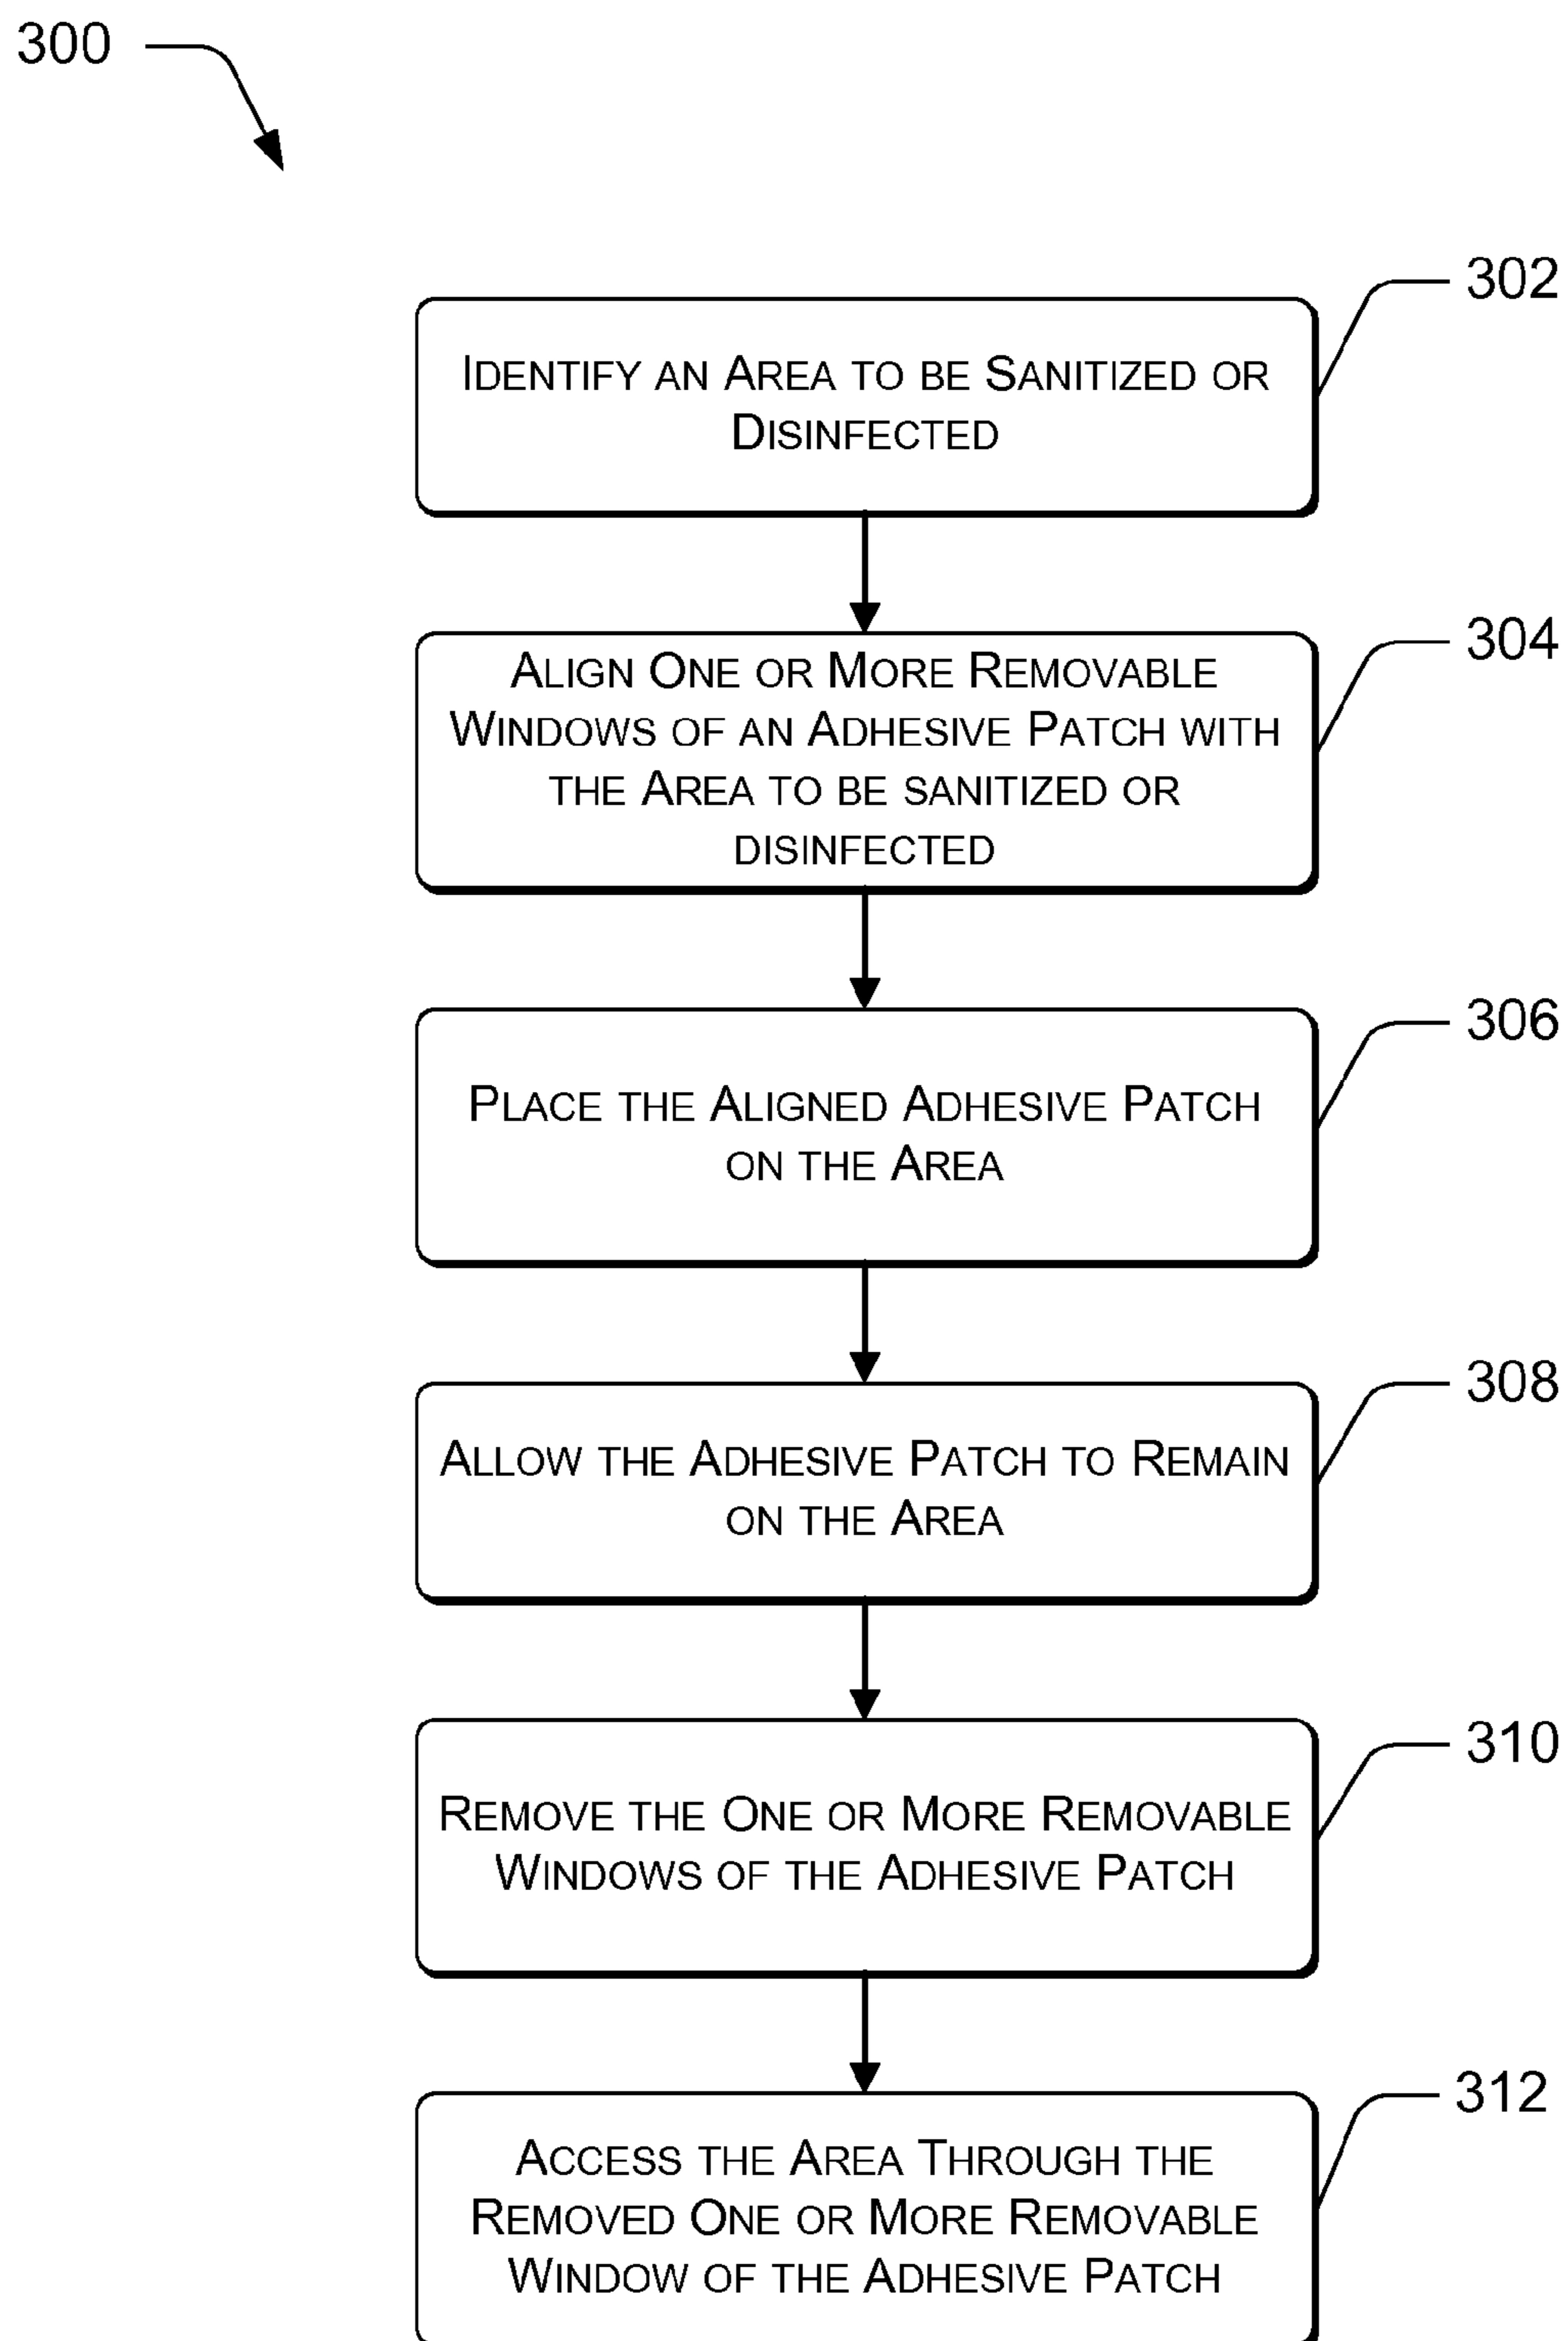 300
302
Identify an Area to be Sanitized or
Disinfected
304
Align One or More Removable
Windows of an Adhesive Patch with
the Area to be sanitized or
disinfected
306
Place the Aligned Adhesive Patch
on the Area
308
Allow the Adhesive Patch to Remain
on the Area
310
Remove the One or More Removable
Windows of the Adhesive Patch
312
Access the Area Through the
Removed One or More Removable
Window of the Adhesive Patch